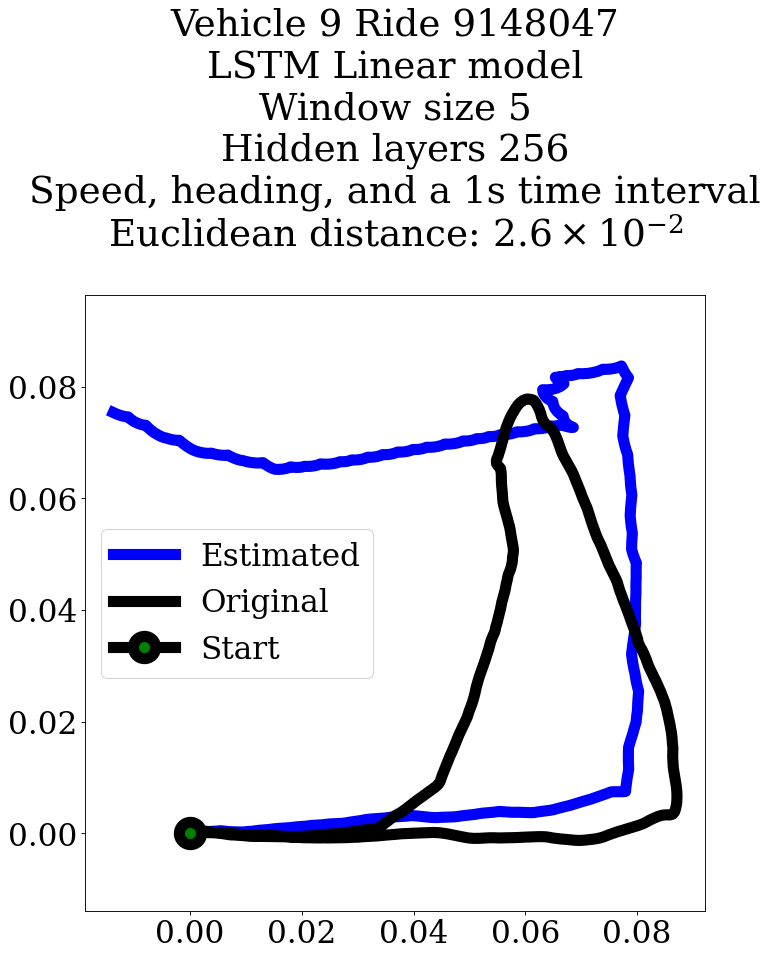 Vehicle 9 Ride 9148047
LSTM Linear model
Window size 5
Hidden layers 256
Speed, heading, and a 1s time interval
Euclidean distance: 2.6 × 10⁻²
0.08
0.06
0.04
0.02
0.00
Estimated
Original
Start
0.00 0.02 0.04 0.06 0.08